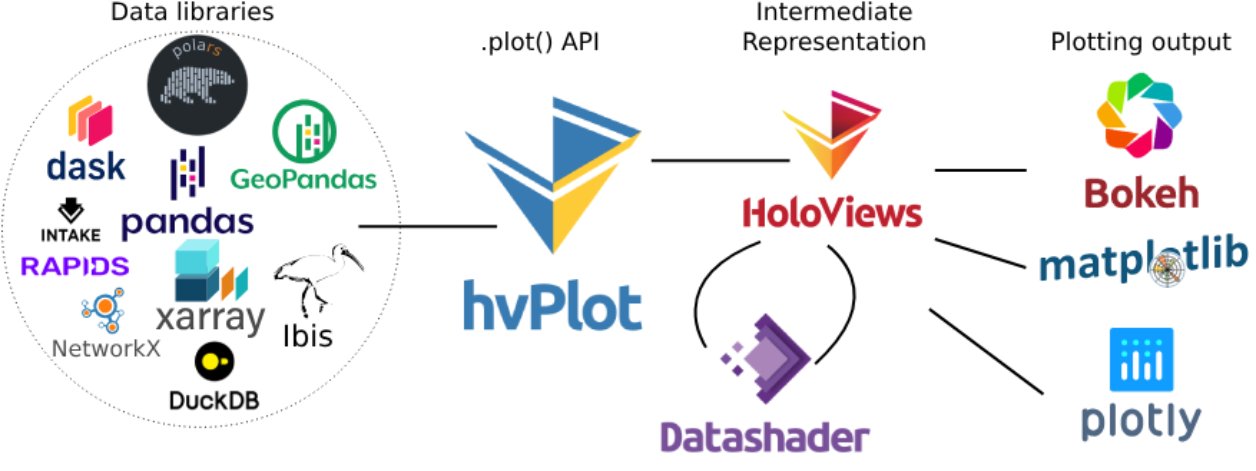 Data libraries
polars
dask
GeoPandas
pandas
INTAKE
RAPIDS
xarray
Ibis
NetworkX
DuckDB
.plot() API
hvPlot
Intermediate
Representation
HoloViews
Datashader
Plotting output
Bokeh
matplotlib
plotly